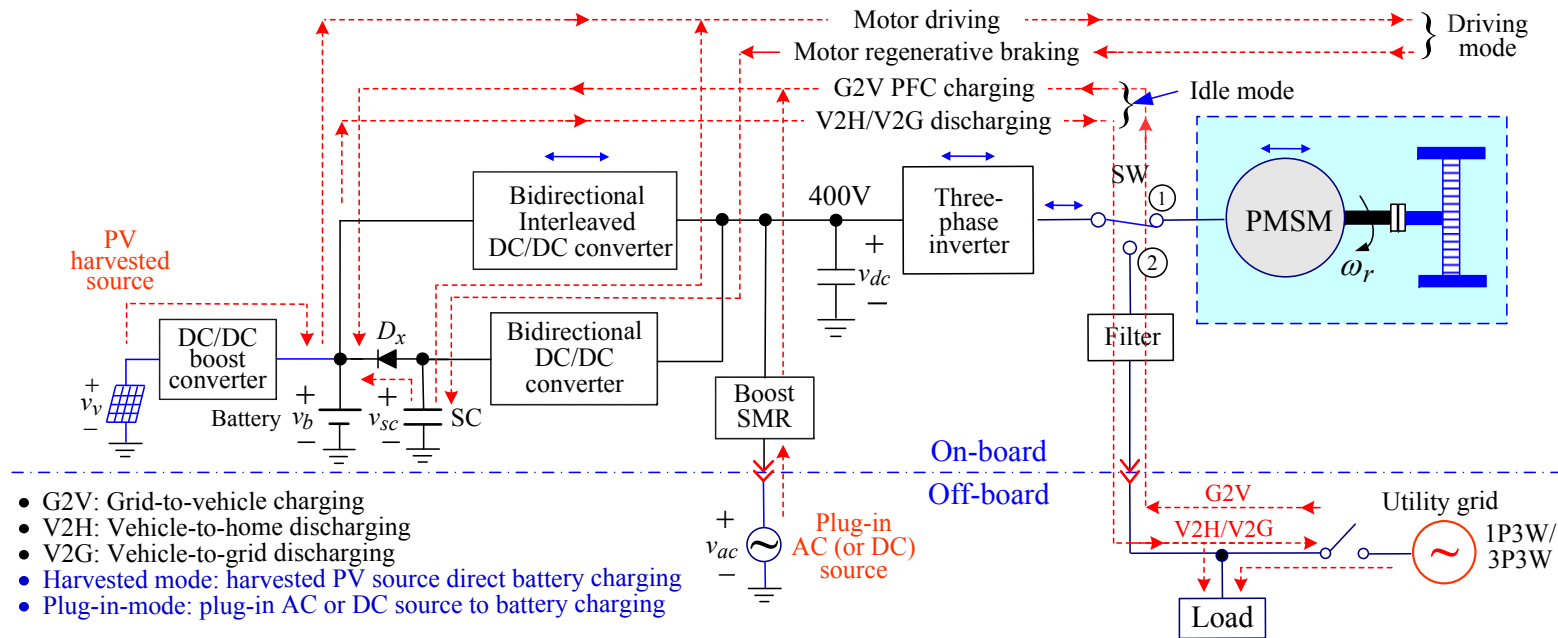 Motor driving
Motor regenerative braking
Driving
mode
G2V PFC charging
V2H/V2G discharging
Idle mode
Bidirectional
Interleaved
DC/DC converter
400V
Three-
phase
inverter
SW
1
2
PMSM
ωr
+
vdc
−
PV
harvested
source
DC/DC
boost
converter
Dx
Bidirectional
DC/DC
converter
Filter
+
vv
−
Battery
+
vb
−
+
vsc
−
SC
Boost
SMR
On-board
Off-board
G2V: Grid-to-vehicle charging
V2H: Vehicle-to-home discharging
V2G: Vehicle-to-grid discharging
Harvested mode: harvested PV source direct battery charging
Plug-in-mode: plug-in AC or DC source to battery charging
+
vac
−
Plug-in
AC (or DC)
source
G2V
V2H/V2G
Utility grid
1P3W/
3P3W
Load